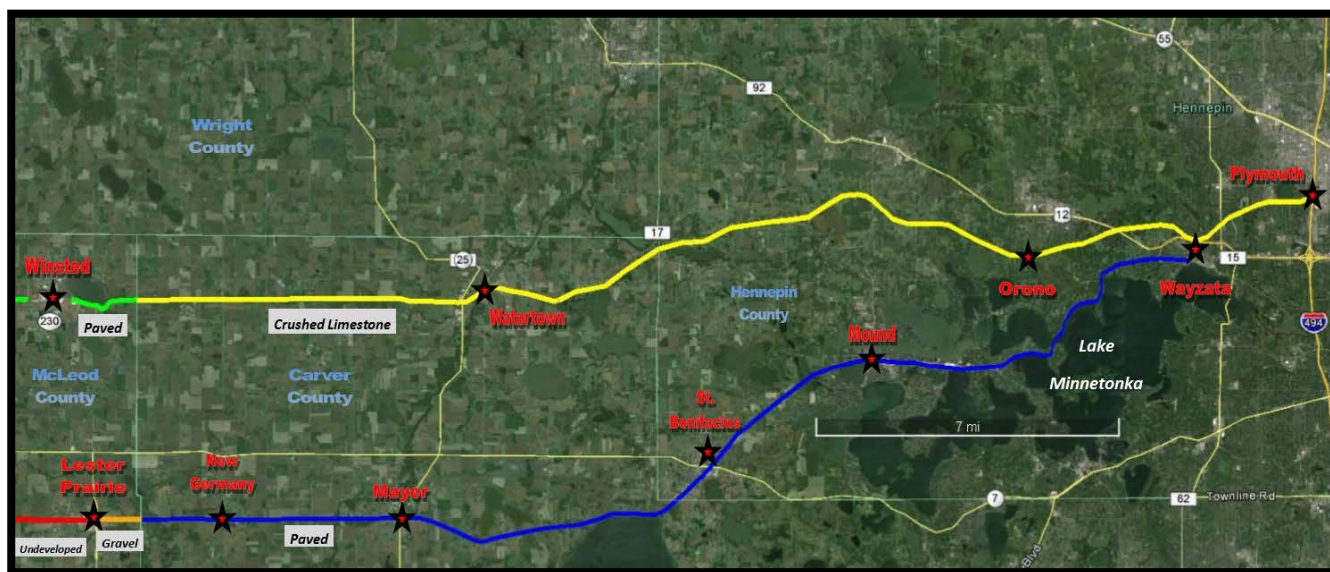 55
92
Hennepin
Wright
County
Plymouth
12
17
Winsted
(25)
15
Orono
Wayzata
230
Paved
Crushed Limestone
Watertown
Hennepin
County
494
Mound
Lake
Minnetonka
McLeod
County
Carver
County
St.
Bonifacius
7 mi
Lester
Prairie
New
Germany
Mayer
7
62
Townline Rd
Undeveloped
Gravel
Paved
Blvd